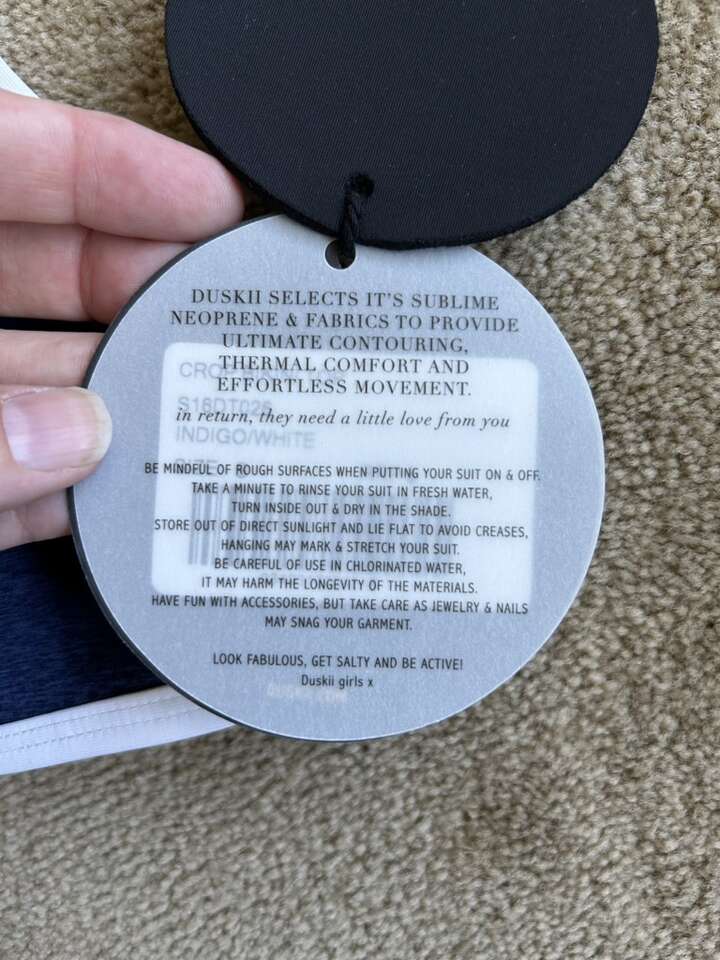 DUSKII SELECTS IT'S SUBLIME
NEOPRENE & FABRICS TO PROVIDE
ULTIMATE CONTOURING,
THERMAL COMFORT AND
EFFORTLESS MOVEMENT.
in return, they need a little love from you
CROP
INDIGO/WHITE
SIZE
BE MINDFUL OF ROUGH SURFACES WHEN PUTTING YOUR SUIT ON & OFF.
TAKE A MINUTE TO RINSE YOUR SUIT IN FRESH WATER,
TURN INSIDE OUT & DRY IN THE SHADE.
STORE OUT OF DIRECT SUNLIGHT AND LIE FLAT TO AVOID CREASES,
HANGING MAY MARK & STRETCH YOUR SUIT.
BE CAREFUL OF USE IN CHLORINATED WATER,
IT MAY HARM THE LONGEVITY OF THE MATERIALS.
HAVE FUN WITH ACCESSORIES, BUT TAKE CARE AS JEWELRY & NAILS
MAY SNAG YOUR GARMENT.
LOOK FABULOUS, GET SALTY AND BE ACTIVE!
Duskii girls x